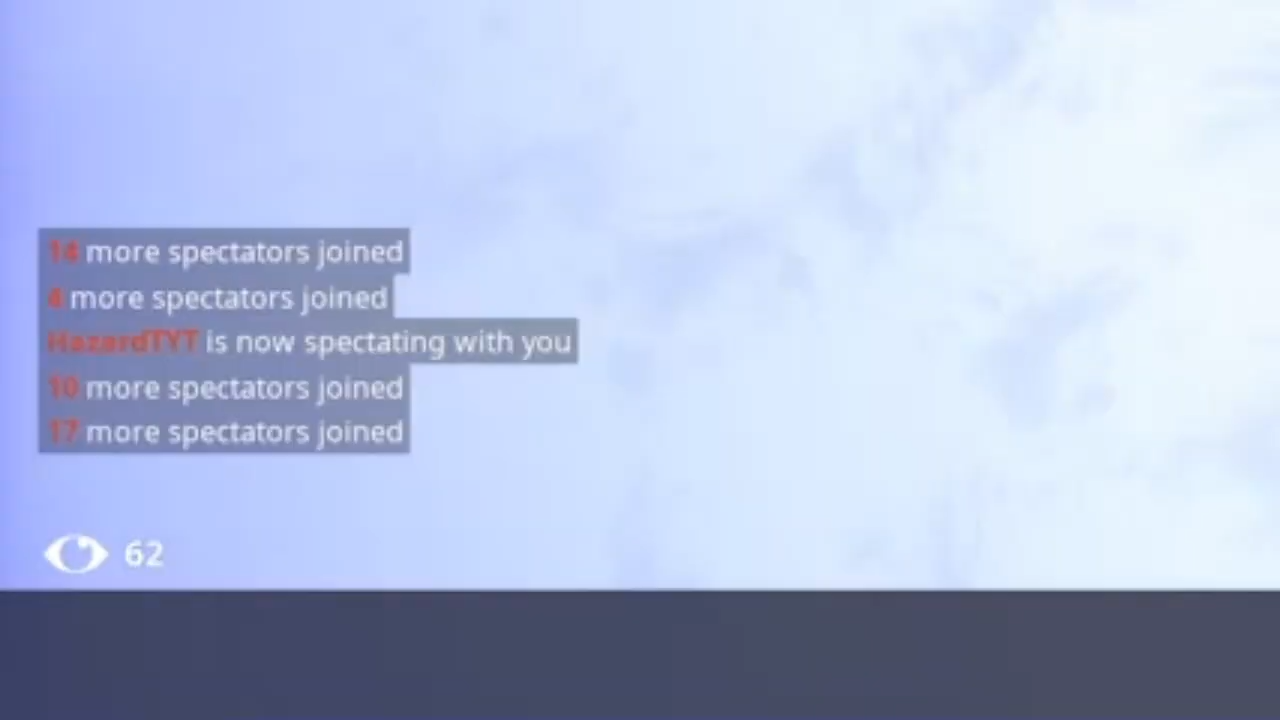 14 more spectators joined
4 more spectators joined
HazardTYT is now spectating with you
10 more spectators joined
17 more spectators joined
62